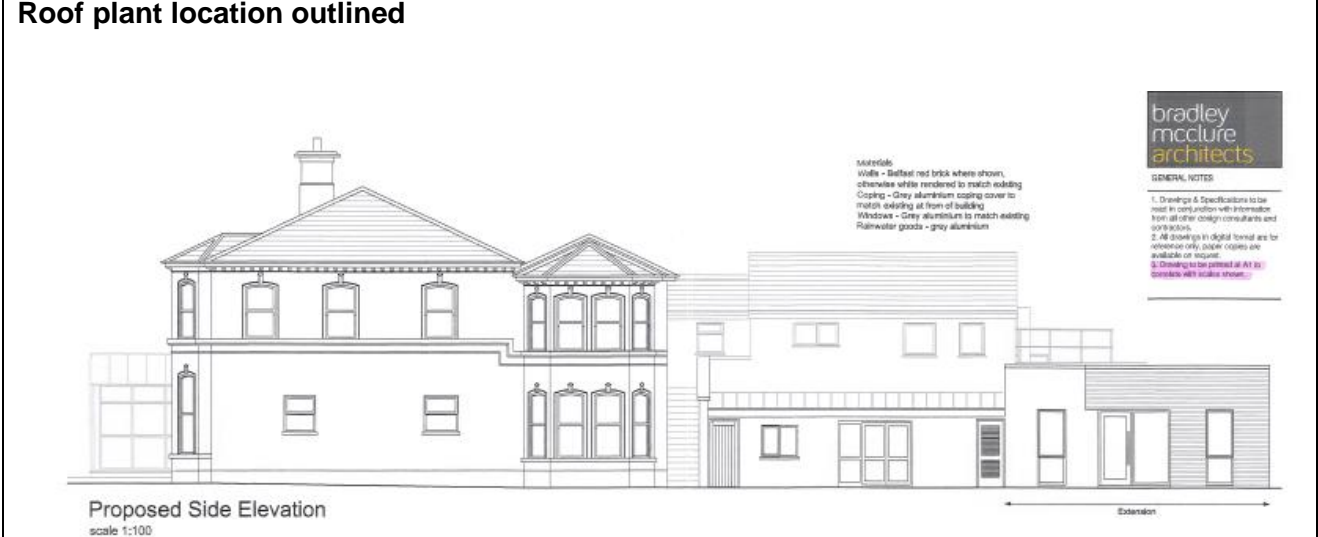 Roof plant location outlined
bradley
mcclure
architects
Materials
Walls - Belfast red brick where shown,
otherwise white rendered to match existing
Coping - Grey aluminium coping cover to
match existing at front of building
Windows - Grey aluminium to match existing
Rainwater goods - grey aluminium
GENERAL NOTES
1. Drawings & Specifications to be
read in conjunction with information
from all other design consultants and
contractors.
2. All drawings in digital format are for
reference only, paper copies are
available on request.
3. Drawing to be printed at A1 to
correlate with scales shown.
Extension
Proposed Side Elevation
scale 1:100